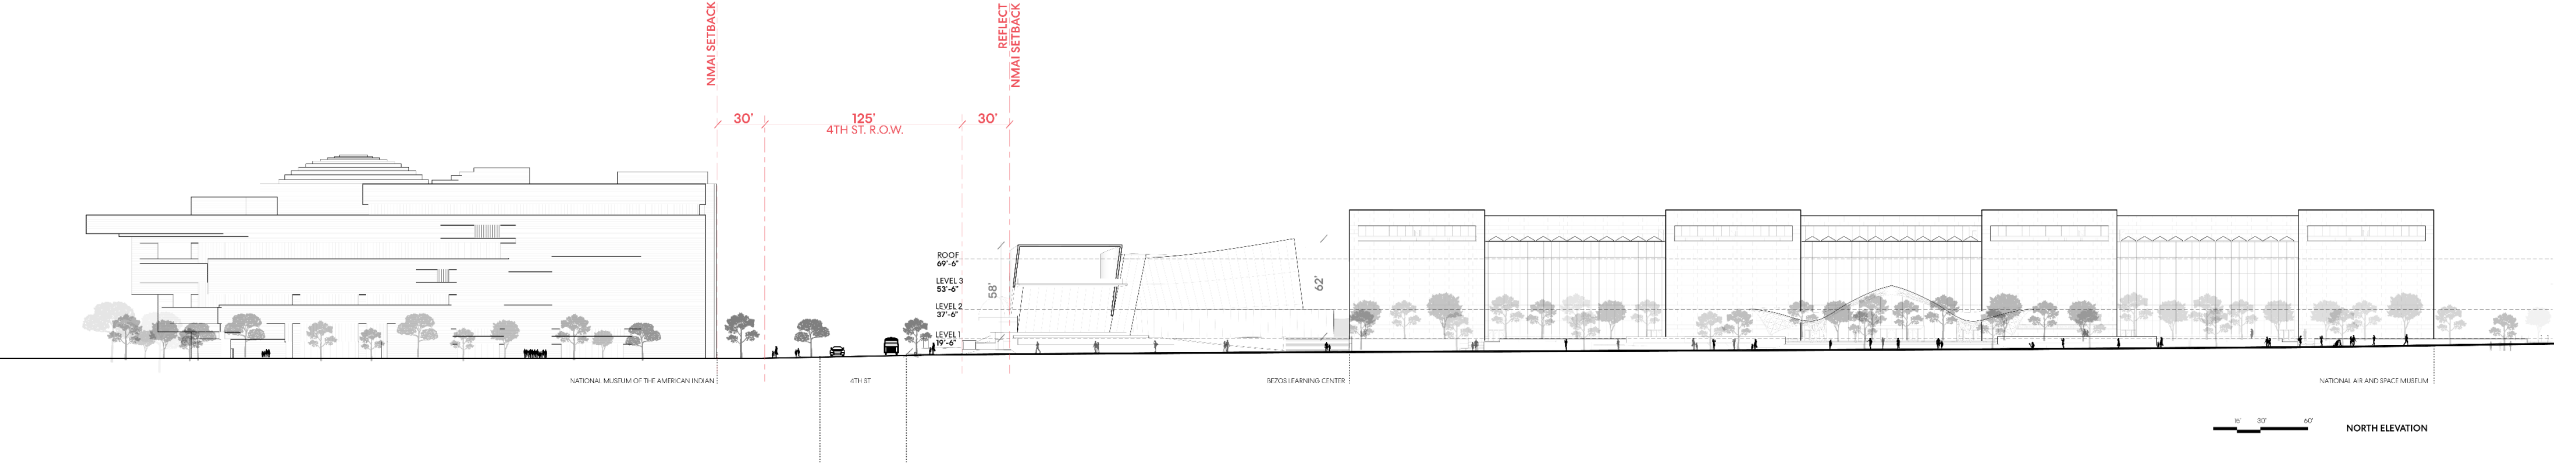 NMAI SETBACK
REFLECT
NMAI SETBACK
30'
125'
30'
4TH ST. R.O.W.
ROOF
69'-6"
LEVEL 3
53'-6"
LEVEL 2
37'-6"
LEVEL 1
19'-6"
58'
62'
NATIONAL MUSEUM OF THE AMERICAN INDIAN
4TH ST
BEZOS LEARNING CENTER
NATIONAL AIR AND SPACE MUSEUM
16'
30'
60'
NORTH ELEVATION